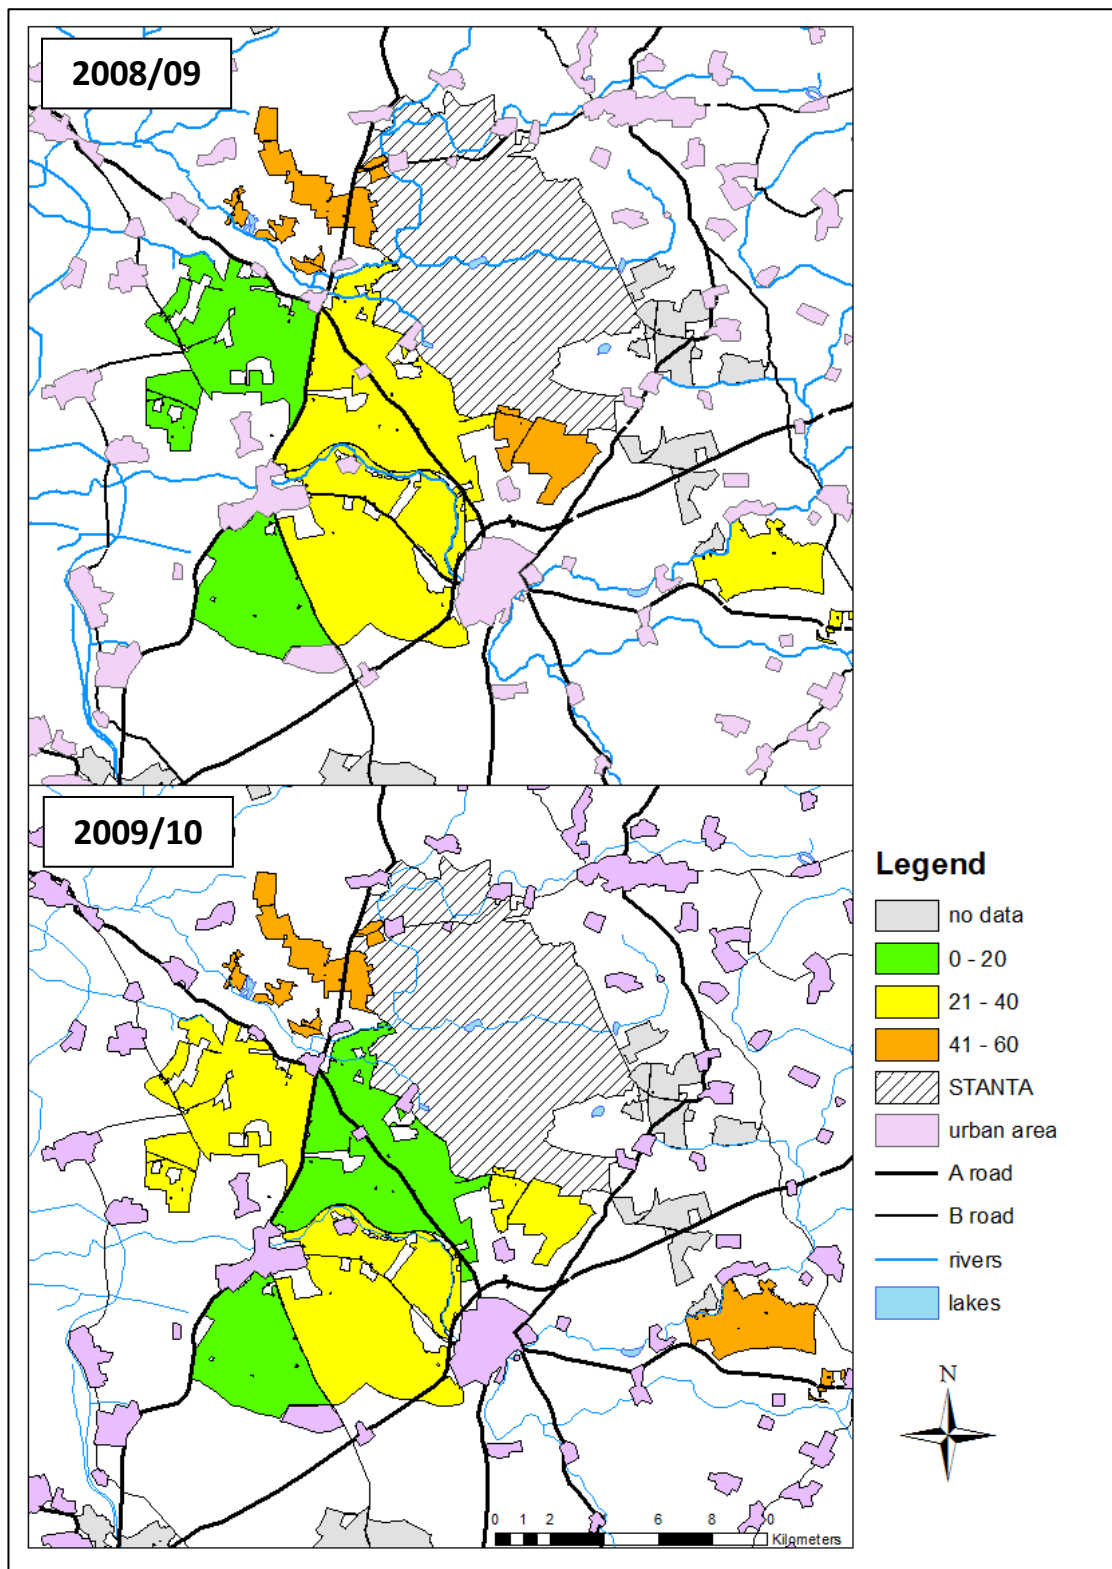 2008/09
2009/10
Legend
no data
0 - 20
21 - 40
41 - 60
STANTA
urban area
A road
B road
rivers
lakes
N
0 1 2 4 6 8 0
Kilometers